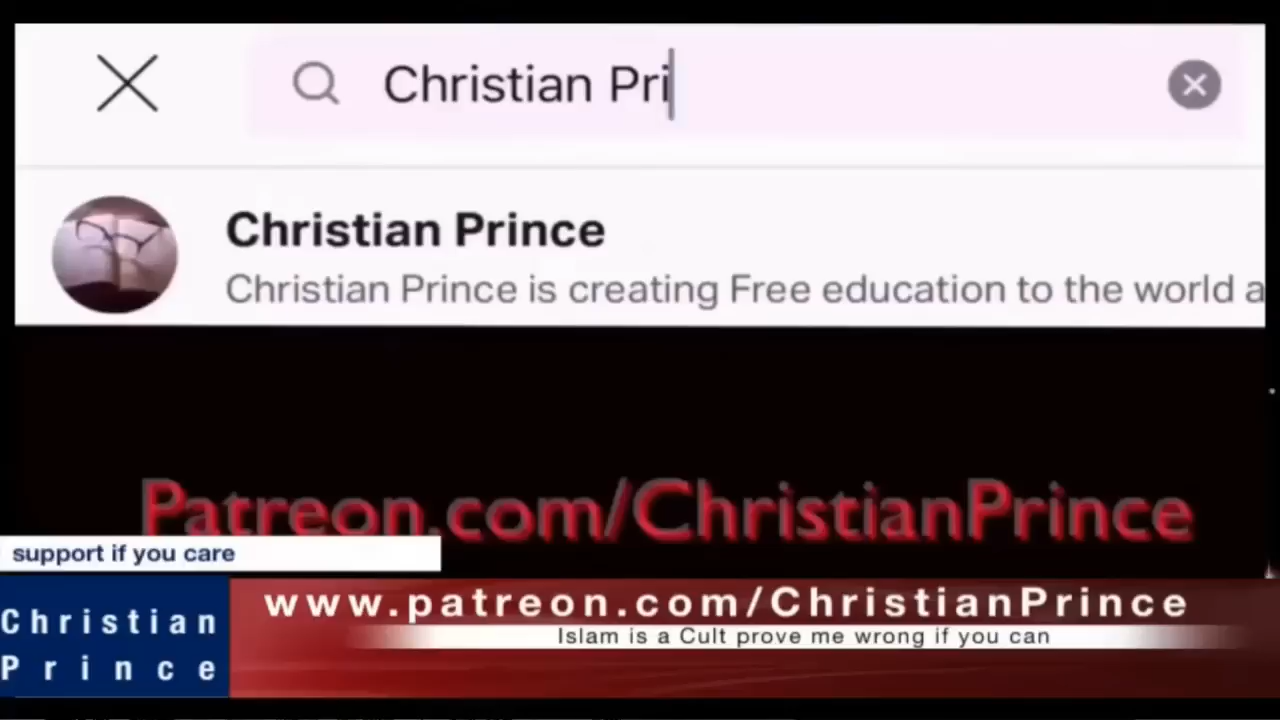 Christian Pri
Christian Prince
Christian Prince is creating Free education to the world a
Patreon.com/ChristianPrince
support if you care
Christian
Prince
www.patreon.com/ChristianPrince
Islam is a Cult prove me wrong if you can